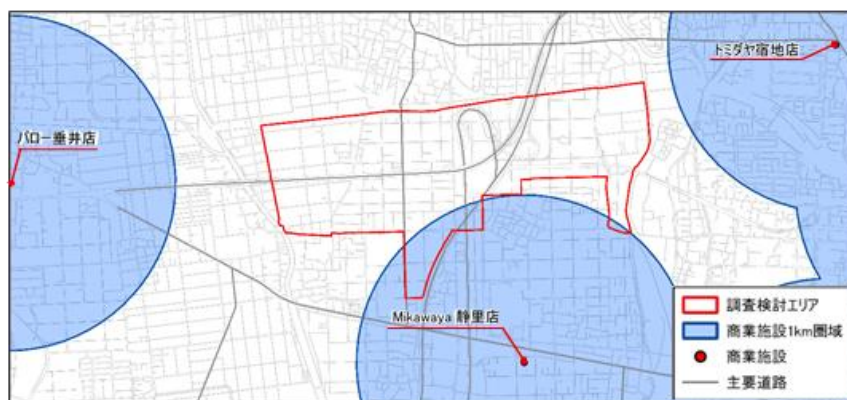 トミダヤ宿地店
バロー垂井店
Mikawaya 静里店
調査検討エリア
商業施設1km圏域
商業施設
主要道路